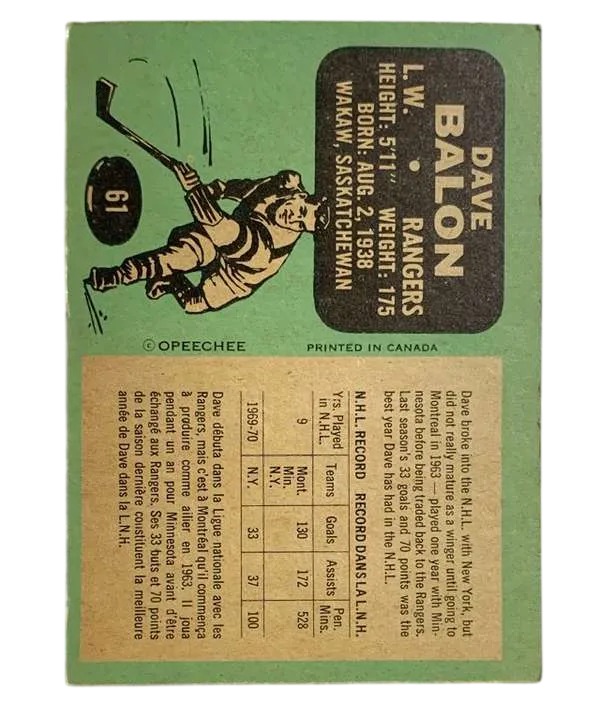 DAVE
BALON
L. W. • RANGERS
HEIGHT: 5'11" WEIGHT: 175
BORN: AUG. 2, 1938
WAKAW, SASKATCHEWAN
61
© OPEECHEE PRINTED IN CANADA
Dave broke into the N.H.L. with New York, but
did not really mature as a winger until going to
Montreal in 1963 — played one year with Min-
nesota before being traded back to the Rangers.
Last season's 33 goals and 70 points was the
best year Dave has had in the N.H.L.
N.H.L. RECORD RECORD DANS LA L.N.H.
Yrs. Played in N.H.L. Teams Goals Assists Pen. Mins.
9 Mont. Min. N.Y. 130 172 528
1969-70 N.Y. 33 37 100
Dave débuta dans la Ligue nationale avec les
Rangers, mais c'est à Montréal qu'il commença
à produire comme ailier en 1963, Il joua
pendant un an pour Minnesota avant d'être
échangé aux Rangers. Ses 33 buts et 70 points
de la saison dernière constituent la meilleure
année de Dave dans la L.N.H.